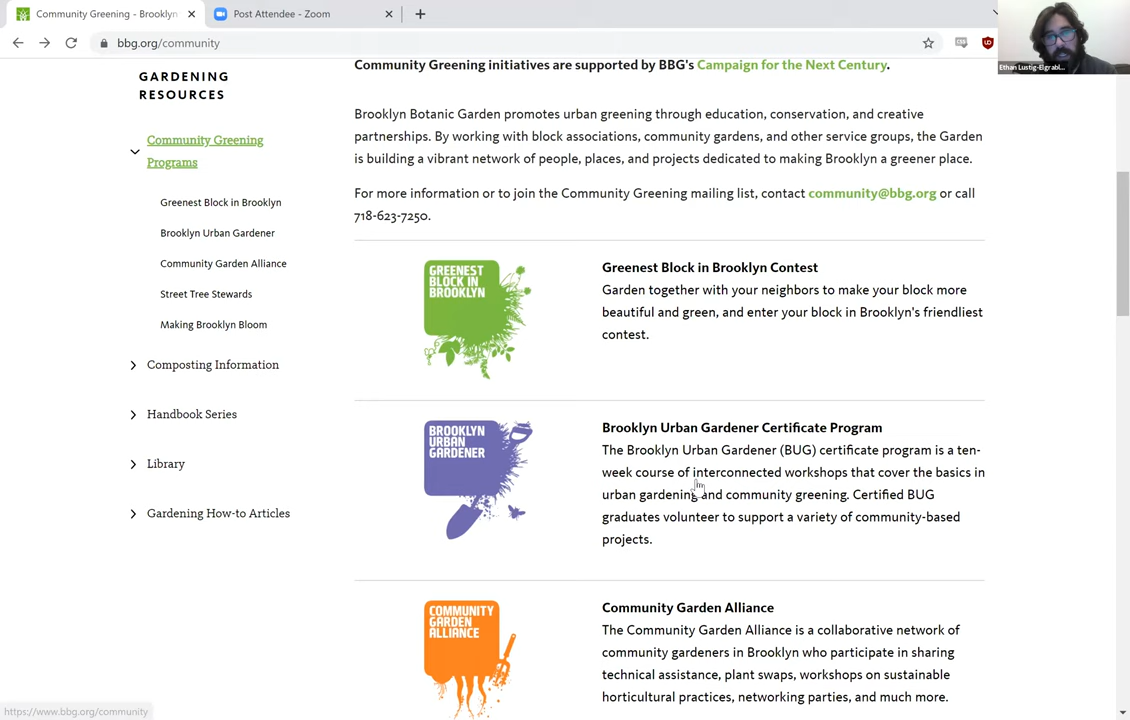 Community Greening - Brooklyn
Post Attendee - Zoom
bbg.org/community
Ethan Lustig-Elgrabl...
GARDENING
RESOURCES
Community Greening
Programs
Greenest Block in Brooklyn
Brooklyn Urban Gardener
Community Garden Alliance
Street Tree Stewards
Making Brooklyn Bloom
Composting Information
Handbook Series
Library
Gardening How-to Articles
Community Greening initiatives are supported by BBG's Campaign for the Next Century.
Brooklyn Botanic Garden promotes urban greening through education, conservation, and creative
partnerships. By working with block associations, community gardens, and other service groups, the Garden
is building a vibrant network of people, places, and projects dedicated to making Brooklyn a greener place.
For more information or to join the Community Greening mailing list, contact community@bbg.org or call
718-623-7250.
GREENEST
BLOCK IN
BROOKLYN
Greenest Block in Brooklyn Contest
Garden together with your neighbors to make your block more
beautiful and green, and enter your block in Brooklyn's friendliest
contest.
BROOKLYN
URBAN
GARDENER
Brooklyn Urban Gardener Certificate Program
The Brooklyn Urban Gardener (BUG) certificate program is a ten-
week course of interconnected workshops that cover the basics in
urban gardening and community greening. Certified BUG
graduates volunteer to support a variety of community-based
projects.
COMMUNITY
GARDEN
ALLIANCE
Community Garden Alliance
The Community Garden Alliance is a collaborative network of
community gardeners in Brooklyn who participate in sharing
technical assistance, plant swaps, workshops on sustainable
horticultural practices, networking parties, and much more.
https://www.bbg.org/community